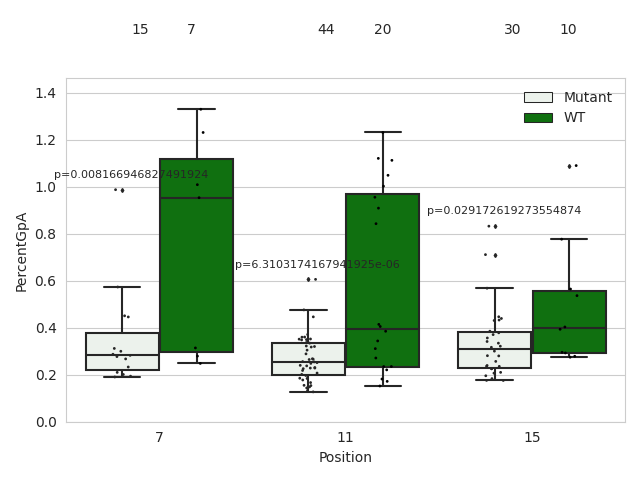 15 7 44 20 30 10
1.4
1.2
1.0
0.8
0.6
0.4
0.2
0.0
PercentGpA
Mutant
WT
p=0.008166946827491924
p=6.3103174167941925e-06
p=0.029172619273554874
7 11 15
Position